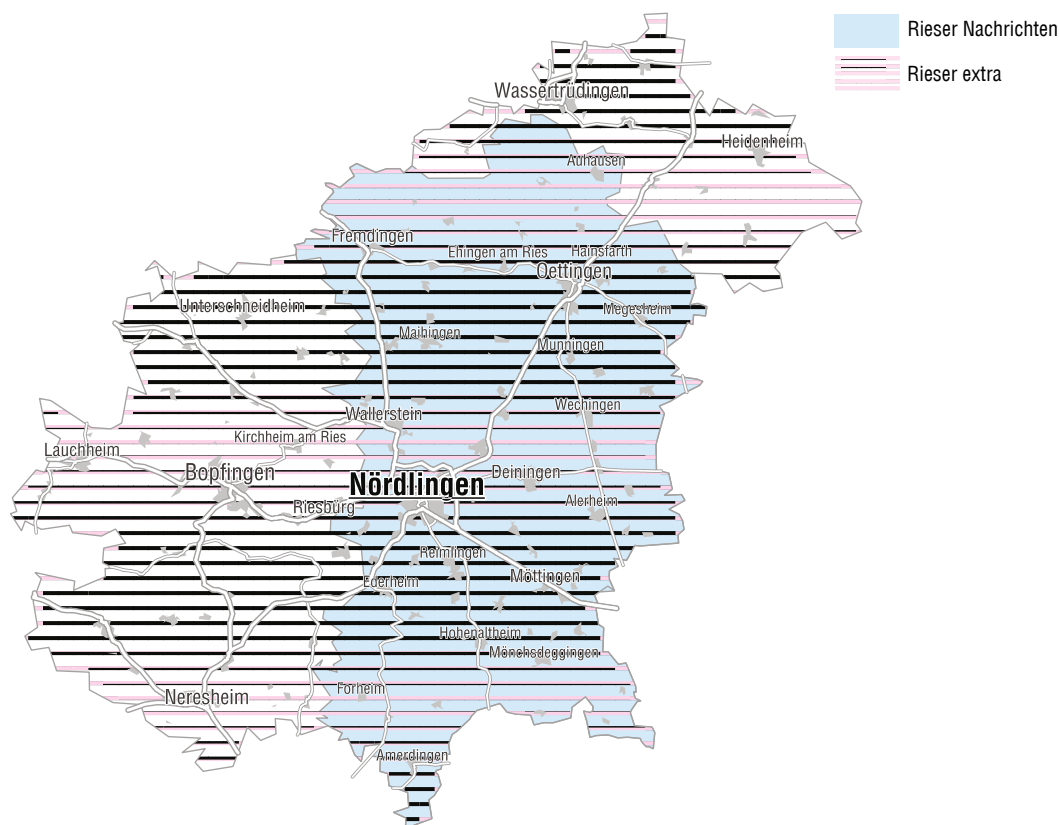 Rieser Nachrichten
Rieser extra
Wassertrüdingen
Heidenheim
Auhausen
Fremdingen
Ehingen am Ries
Hainsfarth
Oettingen
Unterschneidheim
Megesheim
Maihingen
Munningen
Wallerstein
Wechingen
Kirchheim am Ries
Lauchheim
Bopfingen
Deiningen
Nördlingen
Riesbürg
Alerheim
Reimlingen
Ederheim
Möttingen
Hohenaltheim
Mönchsdeggingen
Forheim
Neresheim
Amerdingen